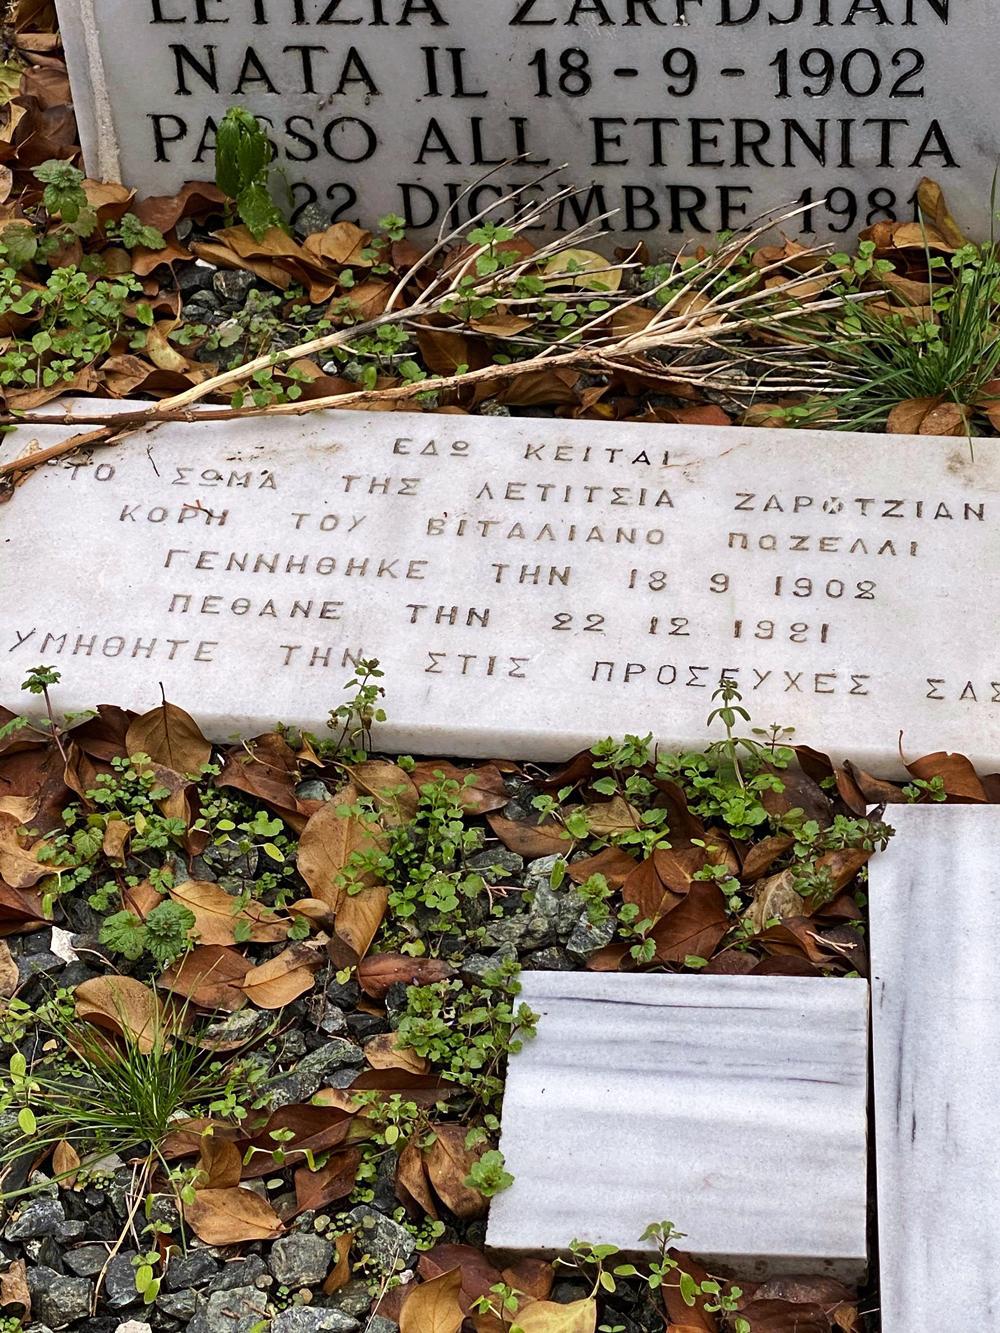 LETIZIA ZARFDJIAN
NATA IL 18-9-1902
PASSO ALL ETERNITA
22 DICEMBRE 1981
ΕΔΩ ΚΕΙΤΑΙ
ΤΟ ΣΩΜΑ ΤΗΣ ΛΕΤΙΤΣΙΑ ΖΑΡΦΤΖΙΑΝ
ΚΟΡΗ ΤΟΥ ΒΙΤΑΛΙΑΝΟ ΠΟΖΕΛΛΙ
ΓΕΝΝΗΘΗΚΕ ΤΗΝ 18 9 1902
ΠΕΘΑΝΕ ΤΗΝ 22 12 1981
ΥΜΗΘΗΤΕ ΤΗΝ ΣΤΙΣ ΠΡΟΣΕΥΧΕΣ ΣΑΣ